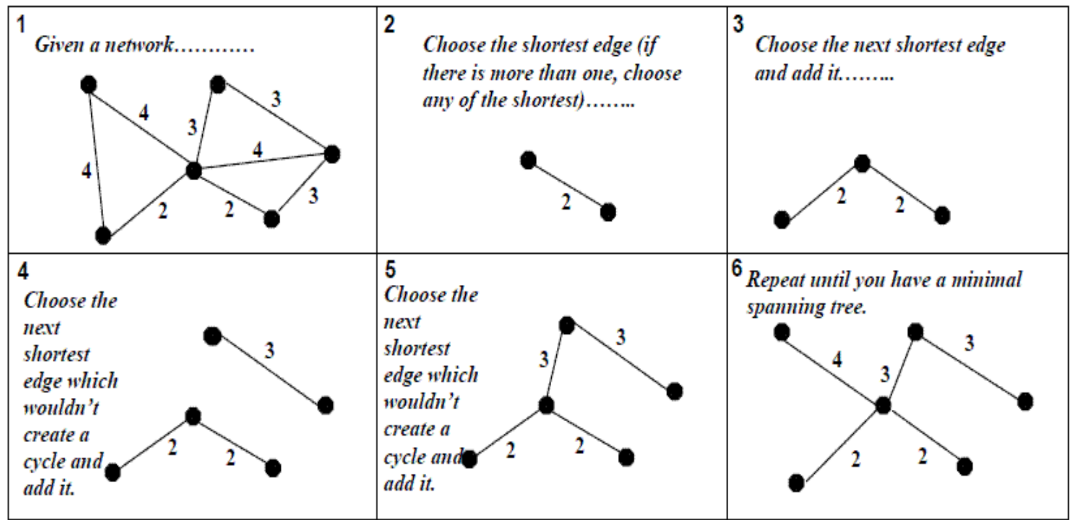 1
Given a network…………
4
3
3
4
4
2
2
3
2
Choose the shortest edge (if
there is more than one, choose
any of the shortest)……..
2
3
Choose the next shortest edge
and add it……...
2
2
4
Choose the
next
shortest
edge which
wouldn't
create a
cycle and
add it.
3
2
2
5
Choose the
next
shortest
edge which
wouldn't
create a
cycle and
add it.
3
3
2
2
6
Repeat until you have a minimal
spanning tree.
4
3
3
2
2